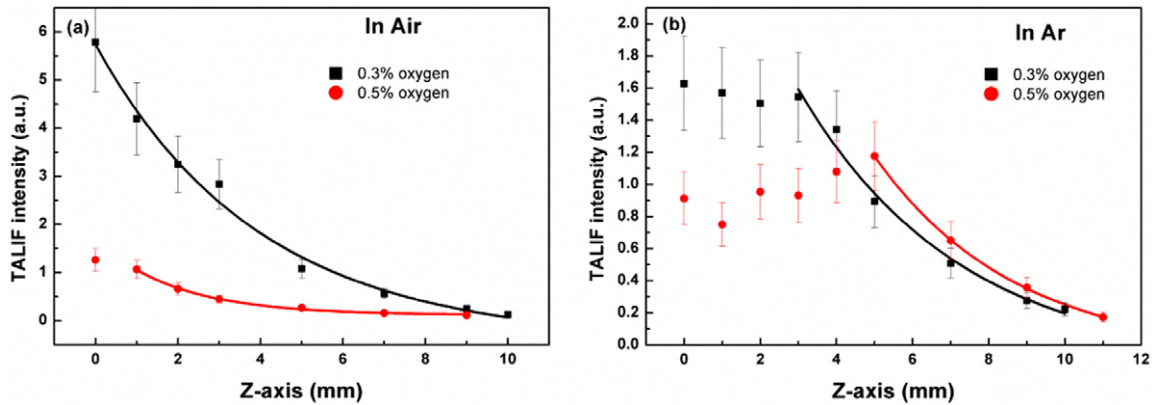 (a)
In Air
0.3% oxygen
0.5% oxygen
TALIF intensity (a.u.)
6
5
4
3
2
1
0
0 2 4 6 8 10
Z-axis (mm)
(b)
In Ar
0.3% oxygen
0.5% oxygen
TALIF intensity (a.u.)
2.0
1.8
1.6
1.4
1.2
1.0
0.8
0.6
0.4
0.2
0.0
0 2 4 6 8 10 12
Z-axis (mm)